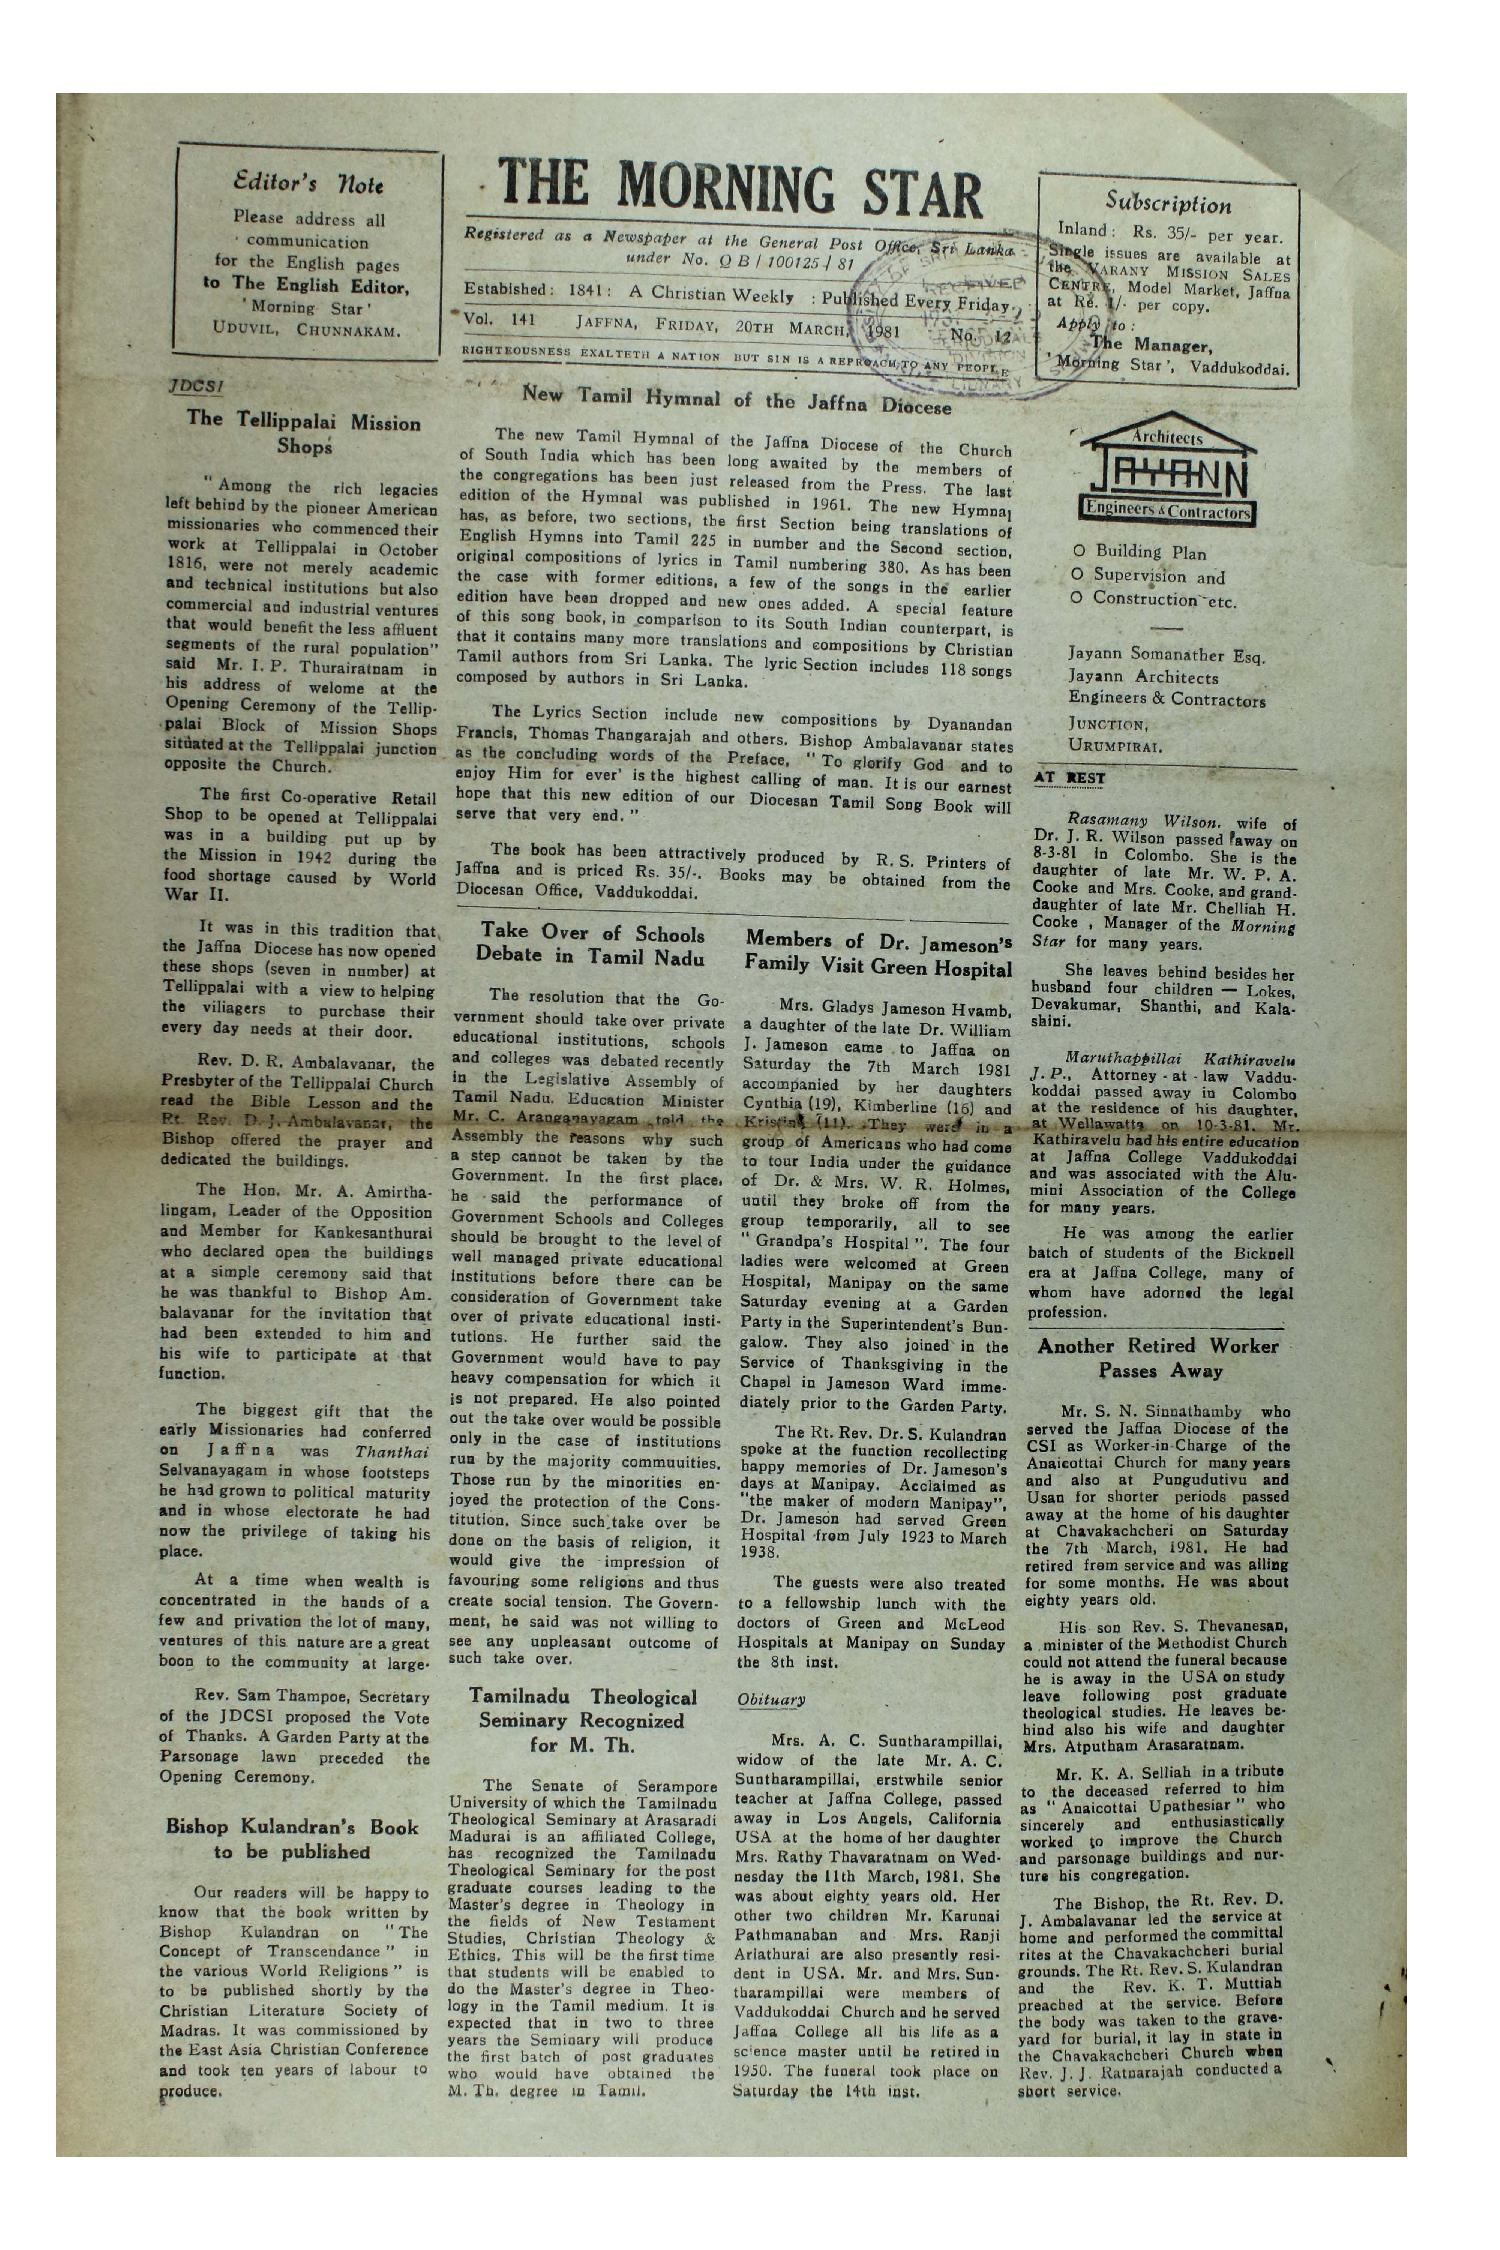 Editor's Note
Please address all
communication
for the English pages
to The English Editor,
'Morning Star'
UDUVIL, CHUNNAKAM.
THE MORNING STAR
Registered as a Newspaper at the General Post Office, Sri Lanka
under No. Q B / 100125 / 81
Estabished: 1841: A Christian Weekly : Published Every Friday.
Vol. 141 JAFFNA, FRIDAY, 20TH MARCH, 1981 No. 12
RIGHTEOUSNESS EXALTETH A NATION BUT SIN IS A REPROACH TO ANY PEOPLE
Subscription
Inland: Rs. 35/- per year.
Single issues are available at
the VARANY MISSION SALES
CENTRE, Model Market, Jaffna
at Re. 1/- per copy.
Apply to:
The Manager,
'Morning Star', Vaddukoddai.
RECEIVED
LIBRARY
JDCSI
The Tellippalai Mission
Shops
"Among the rich legacies
left behind by the pioneer American
missionaries who commenced their
work at Tellippalai in October
1816, were not merely academic
and technical institutions but also
commercial and industrial ventures
that would benefit the less affluent
segments of the rural population"
said Mr. I. P. Thurairatnam in
his address of welome at the
Opening Ceremony of the Tellip-
palai Block of Mission Shops
situated at the Tellippalai junction
opposite the Church.
The first Co-operative Retail
Shop to be opened at Tellippalai
was in a building put up by
the Mission in 1942 during the
food shortage caused by World
War II.
It was in this tradition that
the Jaffna Diocese has now opened
these shops (seven in number) at
Tellippalai with a view to helping
the viliagers to purchase their
every day needs at their door.
Rev. D. R. Ambalavanar, the
Presbyter of the Tellippalai Church
read the Bible Lesson and the
Rt. Rev. D. J. Ambalavanar, the
Bishop offered the prayer and
dedicated the buildings.
The Hon. Mr. A. Amirtha-
lingam, Leader of the Opposition
and Member for Kankesanthurai
who declared open the buildings
at a simple ceremony said that
he was thankful to Bishop Am.
balavanar for the invitation that
had been extended to him and
his wife to participate at that
function.
The biggest gift that the
early Missionaries had conferred
on Jaffna was Thanthai
Selvanayagam in whose footsteps
he had grown to political maturity
and in whose electorate he had
now the privilege of taking his
place.
At a time when wealth is
concentrated in the hands of a
few and privation the lot of many,
ventures of this nature are a great
boon to the community at large.
Rev. Sam Thampoe, Secretary
of the JDCSI proposed the Vote
of Thanks. A Garden Party at the
Parsonage lawn preceded the
Opening Ceremony.
Bishop Kulandran's Book
to be published
Our readers will be happy to
know that the book written by
Bishop Kulandran on "The
Concept of Transcendance" in
the various World Religions" is
to be published shortly by the
Christian Literature Society of
Madras. It was commissioned by
the East Asia Christian Conference
and took ten years of labour to
produce.
New Tamil Hymnal of the Jaffna Diocese
The new Tamil Hymnal of the Jaffna Diocese of the Church
of South India which has been long awaited by the members of
the congregations has been just released from the Press. The last
edition of the Hymnal was published in 1961. The new Hymnal
has, as before, two sections, the first Section being translations of
English Hymns into Tamil 225 in number and the Second section,
original compositions of lyrics in Tamil numbering 380. As has been
the case with former editions, a few of the songs in the earlier
edition have been dropped and new ones added. A special feature
of this song book, in comparison to its South Indian counterpart, is
that it contains many more translations and compositions by Christian
Tamil authors from Sri Lanka. The lyric Section includes 118 songs
composed by authors in Sri Lanka.
The Lyrics Section include new compositions by Dyanandan
Francis, Thomas Thangarajah and others. Bishop Ambalavanar states
as the concluding words of the Preface, "To glorify God and to
enjoy Him for ever' is the highest calling of man. It is our earnest
hope that this new edition of our Diocesan Tamil Song Book will
serve that very end."
The book has been attractively produced by R. S. Printers of
Jaffna and is priced Rs. 35/-. Books may be obtained from the
Diocesan Office, Vaddukoddai.
Take Over of Schools
Debate in Tamil Nadu
The resolution that the Go-
vernment should take over private
educational institutions, schools
and colleges was debated recently
in the Legislative Assembly of
Tamil Nadu. Education Minister
Mr. C. Aranganayagam told the
Assembly the reasons why such
a step cannot be taken by the
Government. In the first place,
he said the performance of
Government Schools and Colleges
should be brought to the level of
well managed private educational
institutions before there can be
consideration of Government take
over of private educational insti-
tutions. He further said the
Government would have to pay
heavy compensation for which it
is not prepared. He also pointed
out the take over would be possible
only in the case of institutions
run by the majority commuuities.
Those run by the minorities en-
joyed the protection of the Cons-
titution. Since such take over be
done on the basis of religion, it
would give the impression of
favouring some religions and thus
create social tension. The Govern-
ment, he said was not willing to
see any unpleasant outcome of
such take over.
Tamilnadu Theological
Seminary Recognized
for M. Th.
The Senate of Serampore
University of which the Tamilnadu
Theological Seminary at Arasaradi
Madurai is an affiliated College,
has recognized the Tamilnadu
Theological Seminary for the post
graduate courses leading to the
Master's degree in Theology in
the fields of New Testament
Studies, Christian Theology &
Ethics. This will be the first time
that students will be enabled to
do the Master's degree in Theo-
logy in the Tamil medium. It is
expected that in two to three
years the Seminary will produce
the first batch of post graduates
who would have obtained the
M. Th. degree in Tamil.
Members of Dr. Jameson's
Family Visit Green Hospital
Mrs. Gladys Jameson Hvamb,
a daughter of the late Dr. William
J. Jameson came to Jaffna on
Saturday the 7th March 1981
accompanied by her daughters
Cynthia (19), Kimberline (16) and
Kristine (11). They were in a
group of Americans who had come
to tour India under the guidance
of Dr. & Mrs. W. R. Holmes,
until they broke off from the
group temporarily, all to see
"Grandpa's Hospital". The four
ladies were welcomed at Green
Hospital, Manipay on the same
Saturday evening at a Garden
Party in the Superintendent's Bun-
galow. They also joined in the
Service of Thanksgiving in the
Chapel in Jameson Ward imme-
diately prior to the Garden Party.
The Rt. Rev. Dr. S. Kulandran
spoke at the function recollecting
happy memories of Dr. Jameson's
days at Manipay. Acclaimed as
"the maker of modern Manipay",
Dr. Jameson had served Green
Hospital from July 1923 to March
1938.
The guests were also treated
to a fellowship lunch with the
doctors of Green and McLeod
Hospitals at Manipay on Sunday
the 8th inst.
Obituary
Mrs. A. C. Suntharampillai,
widow of the late Mr. A. C.
Suntharampillai, erstwhile senior
teacher at Jaffna College, passed
away in Los Angels, California
USA at the home of her daughter
Mrs. Rathy Thavaratnam on Wed-
nesday the 11th March, 1981. She
was about eighty years old. Her
other two children Mr. Karunai
Pathmanaban and Mrs. Ranji
Ariathurai are also presently resi-
dent in USA. Mr. and Mrs. Sun-
tharampillai were members of
Vaddukoddai Church and he served
Jaffna College all his life as a
science master until he retired in
1950. The funeral took place on
Saturday the 14th inst.
Architects
JAYANN
Engineers & Contractors
O Building Plan
O Supervision and
O Construction etc.
Jayann Somanather Esq.
Jayann Architects
Engineers & Contractors
JUNCTION,
URUMPIRAI.
AT REST
Rasamany Wilson, wife of
Dr. J. R. Wilson passed away on
8-3-81 in Colombo. She is the
daughter of late Mr. W. P. A.
Cooke and Mrs. Cooke, and grand-
daughter of late Mr. Chelliah H.
Cooke, Manager of the Morning
Star for many years.
She leaves behind besides her
husband four children — Lokes,
Devakumar, Shanthi, and Kala-
shini.
Maruthappillai Kathiravelu
J. P., Attorney - at - law Vaddu-
koddai passed away in Colombo
at the residence of his daughter,
at Wellawatta on 10-3-81. Mr.
Kathiravelu had his entire education
at Jaffna College Vaddukoddai
and was associated with the Alu-
mini Association of the College
for many years.
He was among the earlier
batch of students of the Bicknell
era at Jaffna College, many of
whom have adorned the legal
profession.
Another Retired Worker
Passes Away
Mr. S. N. Sinnathamby who
served the Jaffna Diocese of the
CSI as Worker-in-Charge of the
Anaicottai Church for many years
and also at Pungudutivu and
Usan for shorter periods passed
away at the home of his daughter
at Chavakachcheri on Saturday
the 7th March, 1981. He had
retired from service and was ailing
for some months. He was about
eighty years old.
His son Rev. S. Thevanesan,
a minister of the Methodist Church
could not attend the funeral because
he is away in the USA on study
leave following post graduate
theological studies. He leaves be-
hind also his wife and daughter
Mrs. Atputham Arasaratnam.
Mr. K. A. Selliah in a tribute
to the deceased referred to him
as "Anaicottai Upathesiar" who
sincerely and enthusiastically
worked to improve the Church
and parsonage buildings and nur-
ture his congregation.
The Bishop, the Rt. Rev. D.
J. Ambalavanar led the service at
home and performed the committal
rites at the Chavakachcheri burial
grounds. The Rt. Rev. S. Kulandran
and the Rev. K. T. Muttiah
preached at the service. Before
the body was taken to the grave-
yard for burial, it lay in state in
the Chavakachcheri Church when
Rev. J. J. Ratnarajah conducted a
short service.